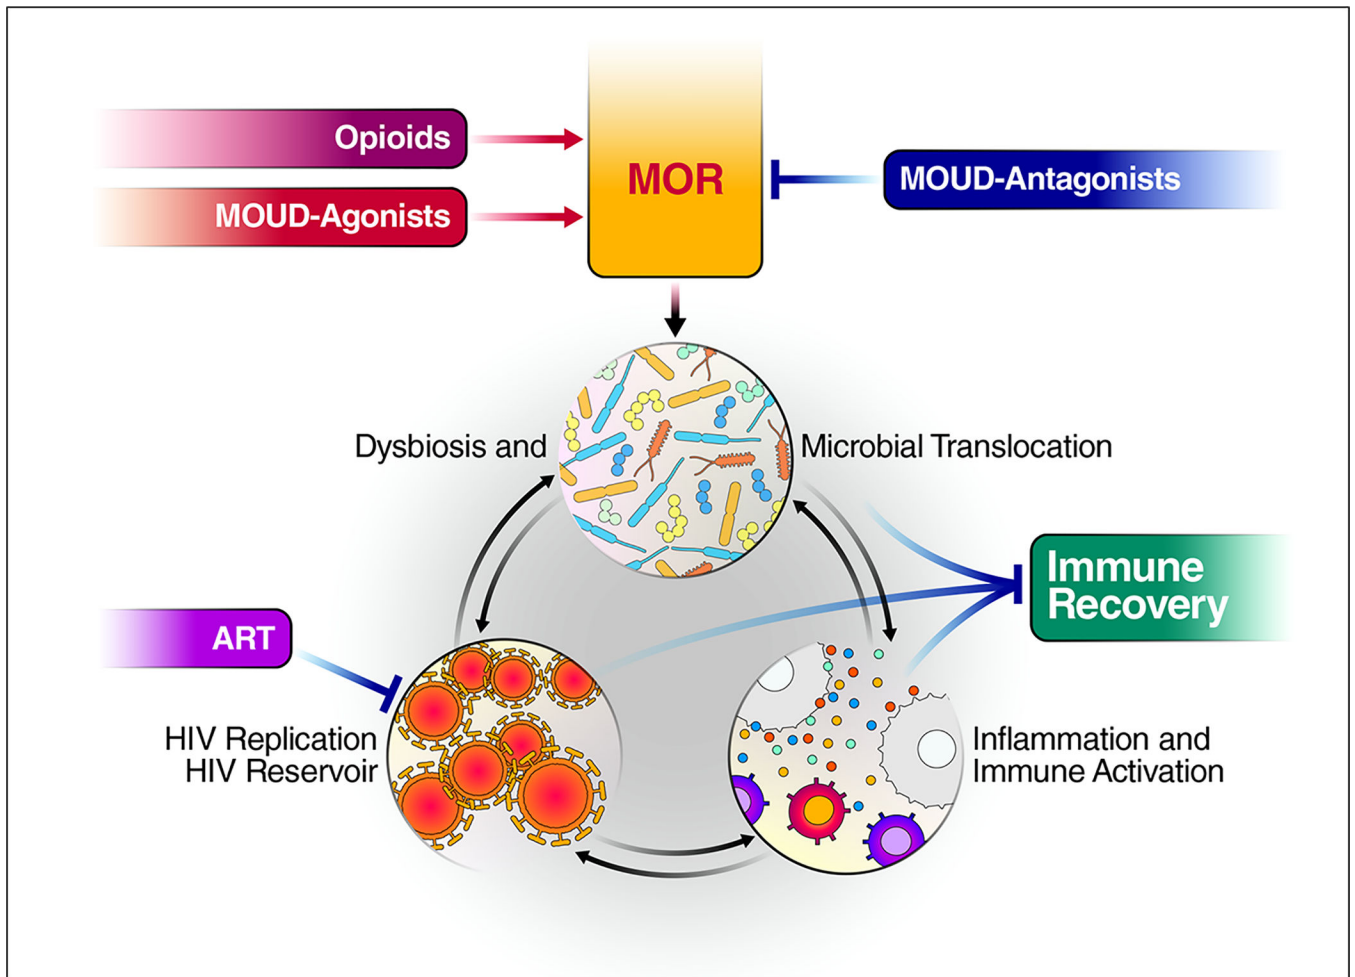 Opioids
MOUD-Agonists
MOR
MOUD-Antagonists
Dysbiosis and
Microbial Translocation
Immune
Recovery
ART
HIV Replication
HIV Reservoir
Inflammation and
Immune Activation